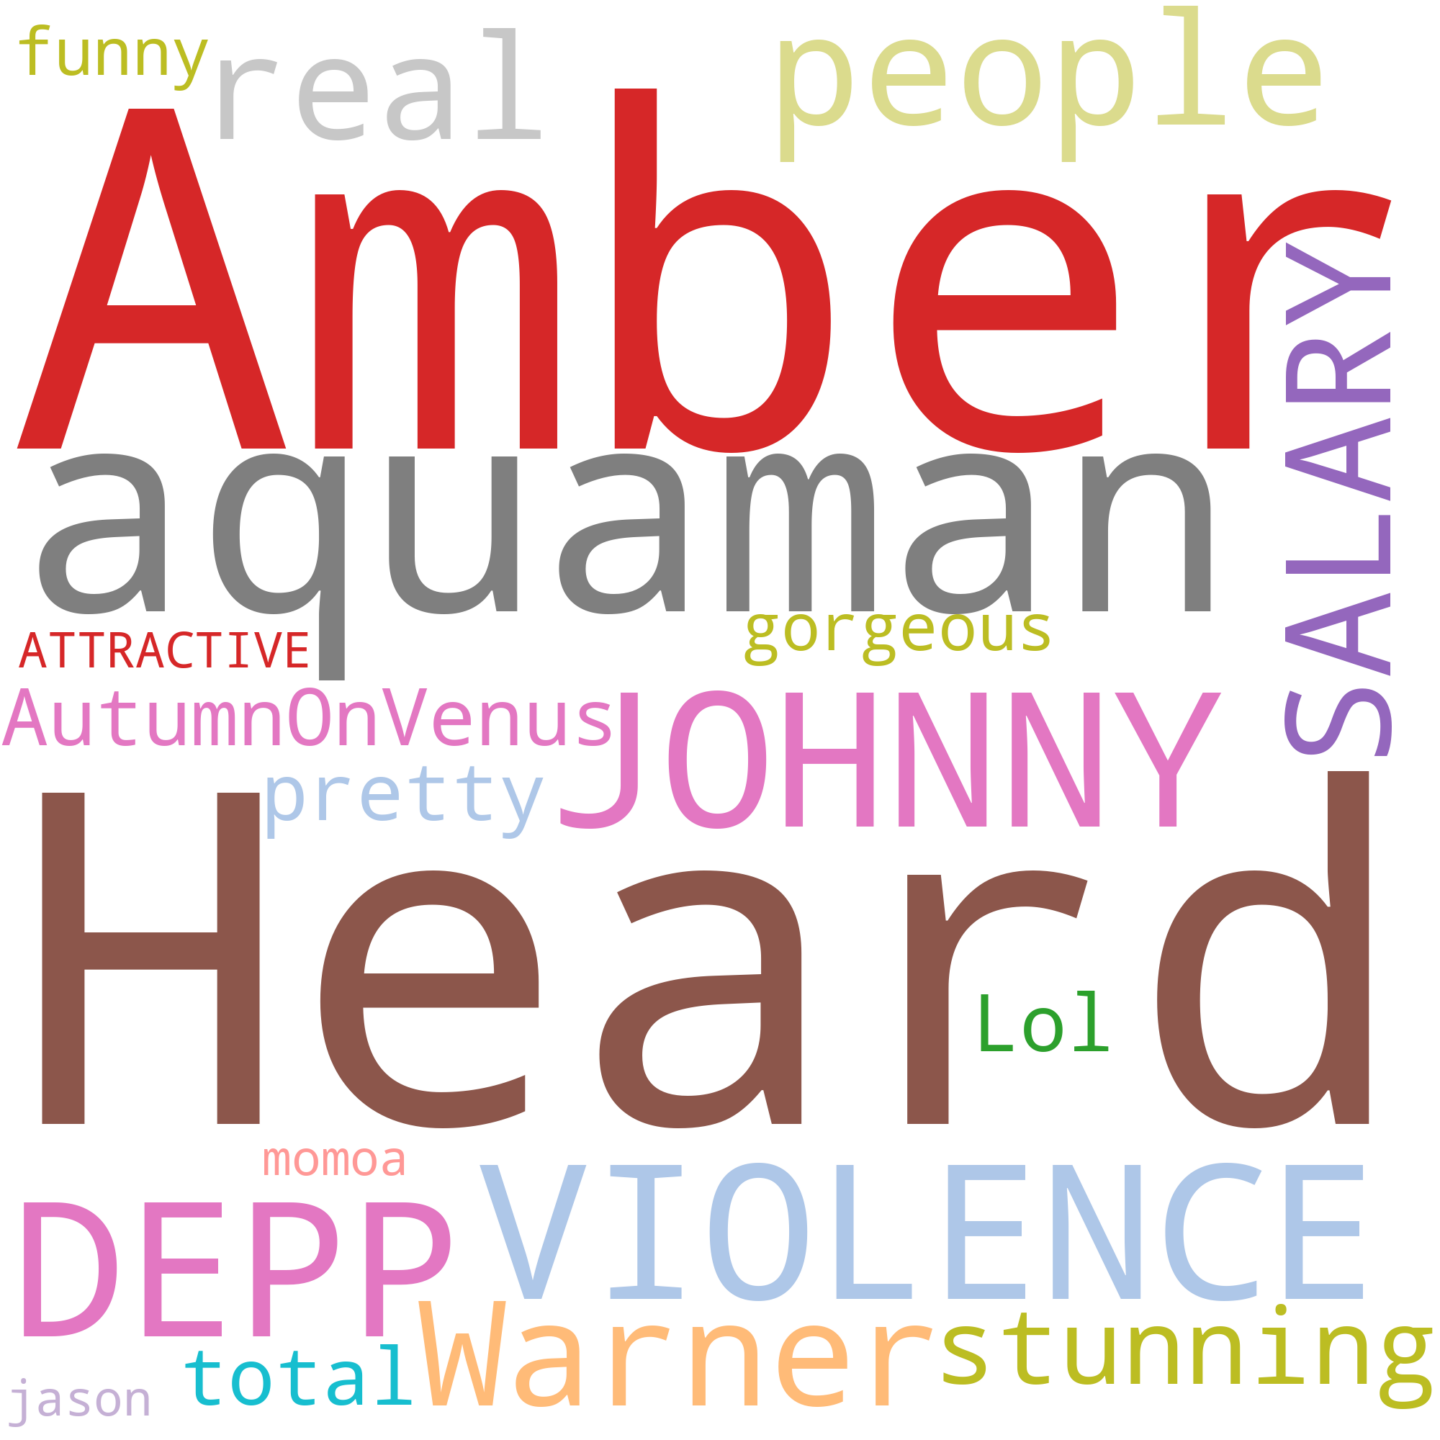 funny real people
Amber
SALARY
aquaman
ATTRACTIVE gorgeous
AutumnOnVenus JOHNNY
pretty
Heard
Lol
momoa
DEPP VIOLENCE
Warner stunning
total
jason